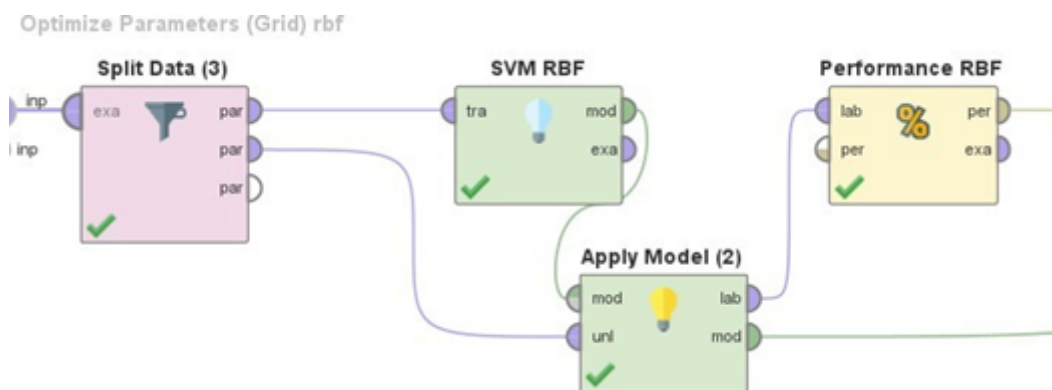 Optimize Parameters (Grid) rbf
Split Data (3)
inp
inp
exa
par
par
par
SVM RBF
tra
mod
exa
Performance RBF
lab
per
%
per
exa
Apply Model (2)
mod
lab
unl
mod